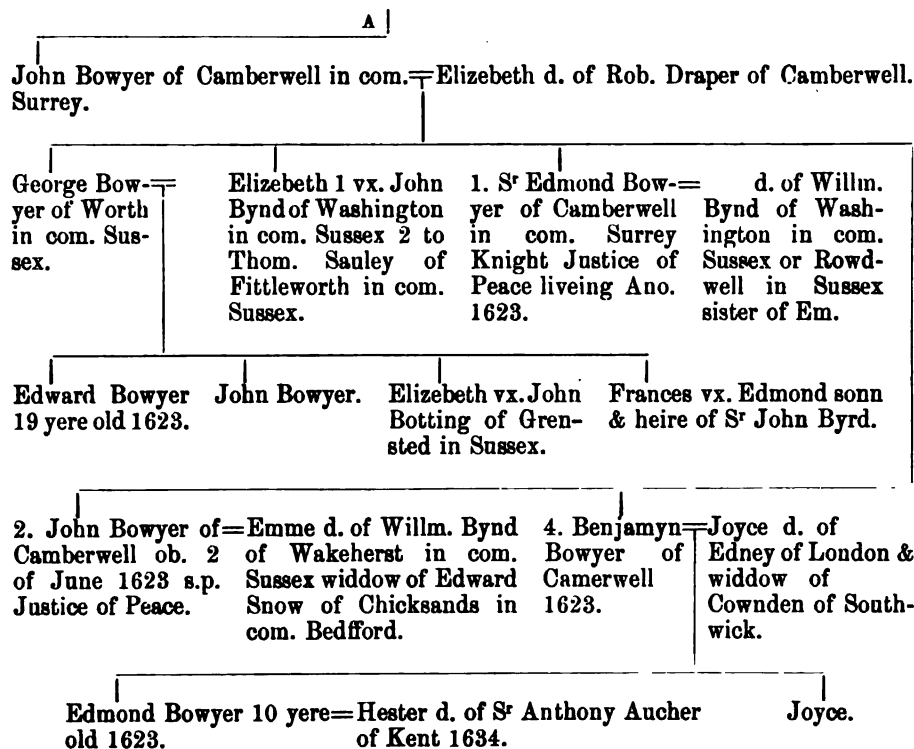 A
John Bowyer of Camberwell in com.=Elizebeth d. of Rob. Draper of Camberwell.
Surrey.
George Bow-=
yer of Worth
in com. Sus-
sex.
Elizebeth 1 vx. John
Bynd of Washington
in com. Sussex 2 to
Thom. Sauley of
Fittleworth in com.
Sussex.
1. Sr Edmond Bow-=
yer of Camberwell
in com. Surrey
Knight Justice of
Peace liveing Ano.
1623.
d. of Willm.
Bynd of Wash-
ington in com.
Sussex or Rowd-
well in Sussex
sister of Em.
Edward Bowyer
19 yere old 1623.
John Bowyer.
Elizebeth vx. John
Botting of Gren-
sted in Sussex.
Frances vx. Edmond sonn
& heire of Sr John Byrd.
2. John Bowyer of=
Camberwell ob. 2
of June 1623 s.p.
Justice of Peace.
Emme d. of Willm. Bynd
of Wakeherst in com.
Sussex widdow of Edward
Snow of Chicksands in
com. Bedfford.
4. Benjamyn=
Bowyer of
Camerwell
1623.
Joyce d. of
Edney of London &
widdow of
Cownden of South-
wick.
Edmond Bowyer 10 yere=
old 1623.
Hester d. of Sr Anthony Aucher
of Kent 1634.
Joyce.